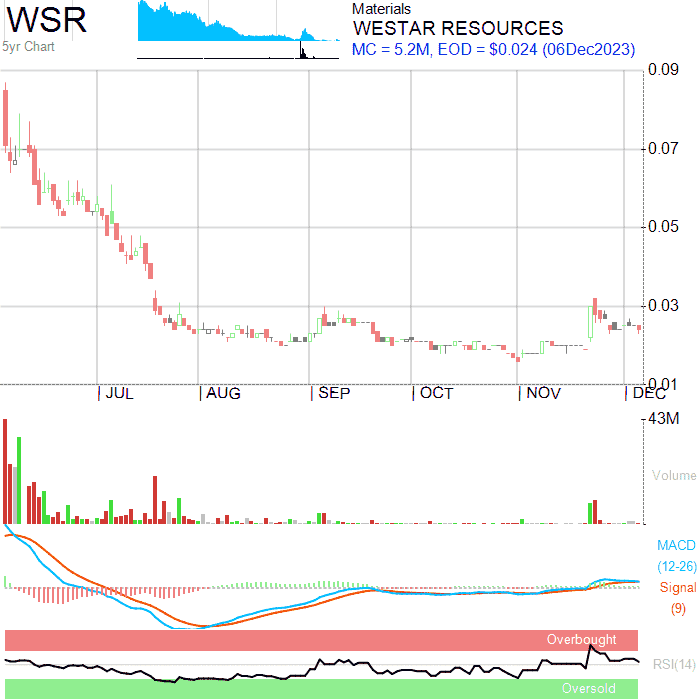 WSR
5yr Chart
Materials
WESTAR RESOURCES
MC = 5.2M, EOD = $0.024 (06Dec2023)
0.09
0.07
0.05
0.03
0.01
JUL
AUG
SEP
OCT
NOV
DEC
43M
Volume
MACD
(12-26)
Signal
(9)
Overbought
RSI(14)
Oversold